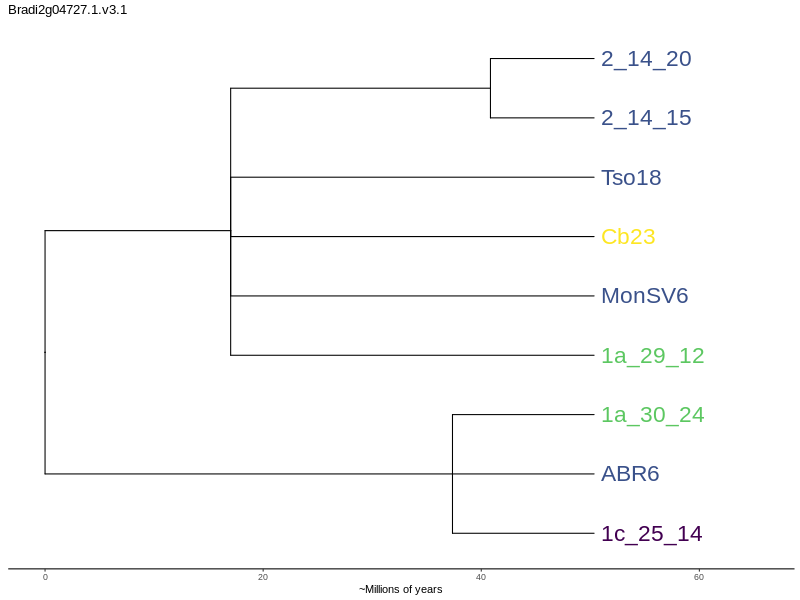 Bradi2g04727.1.v3.1
2_14_20
2_14_15
Tso18
Cb23
MonSV6
1a_29_12
1a_30_24
ABR6
1c_25_14
0 20 40 60
~Millions of years